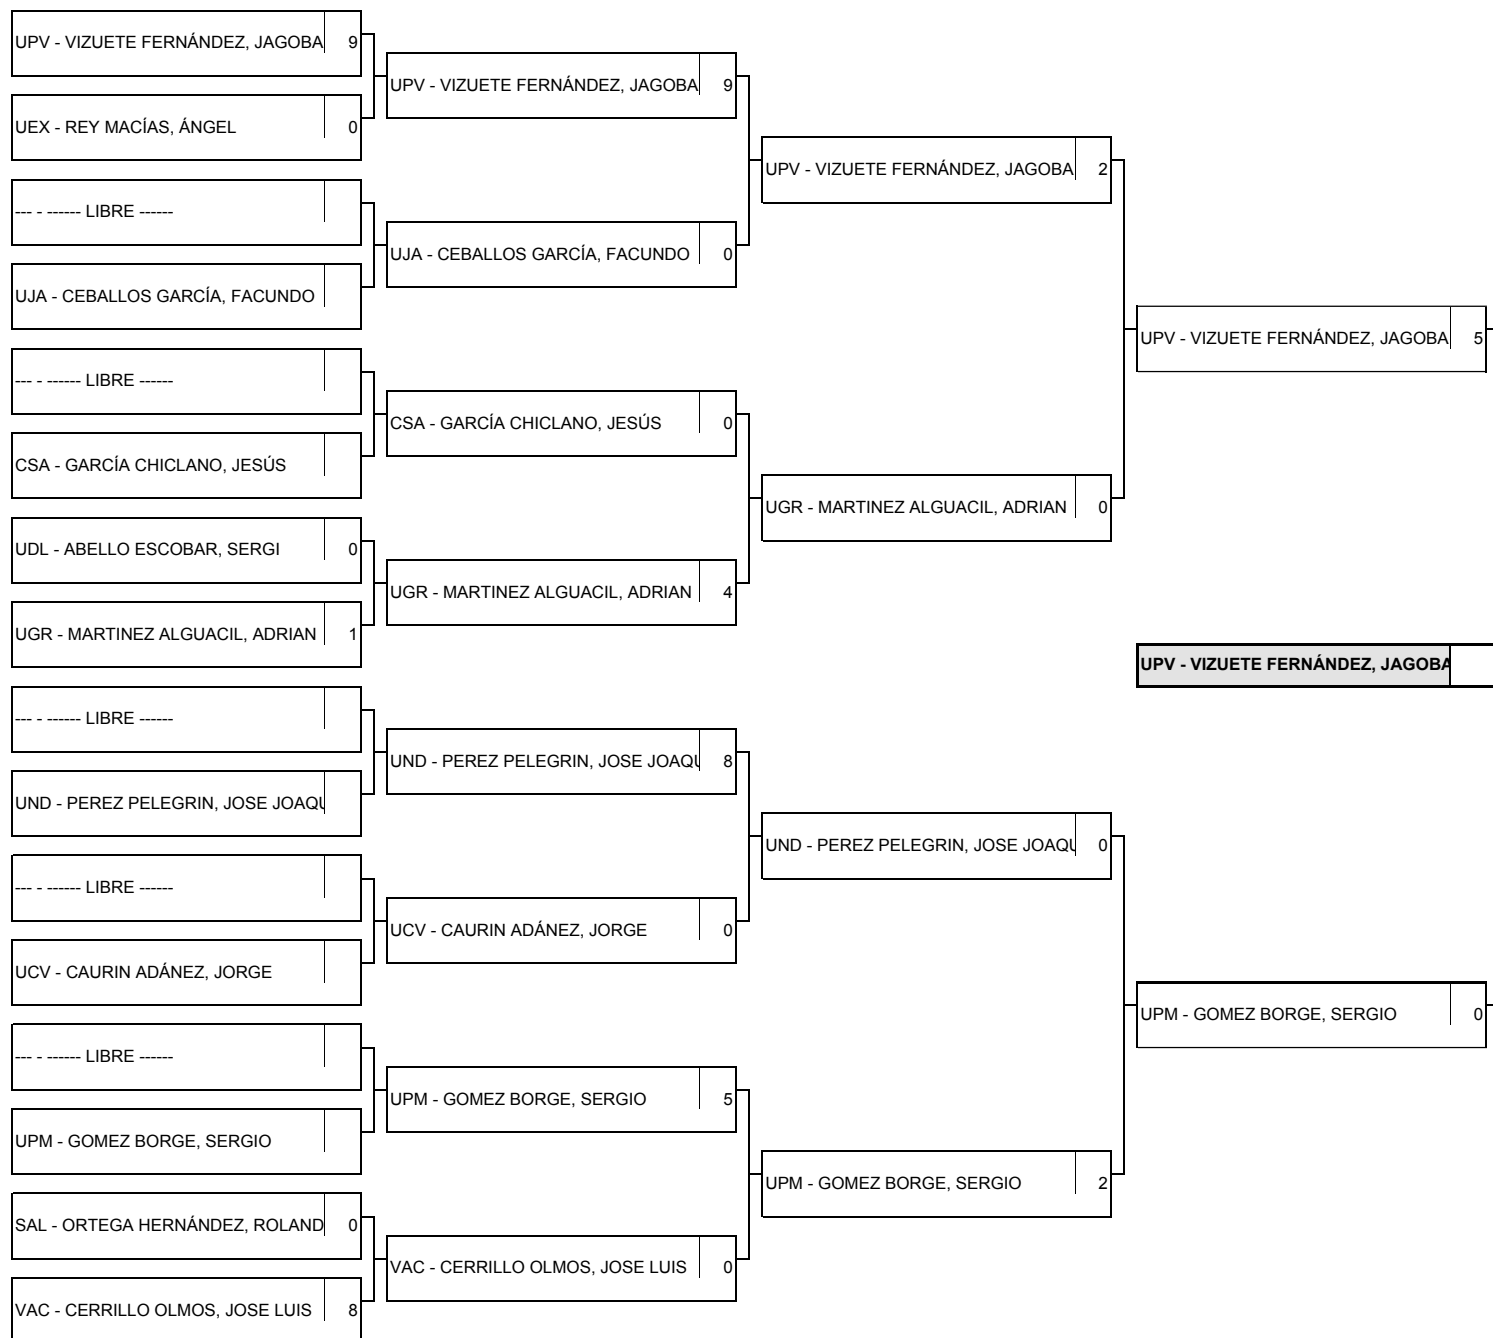 UPV - VIZUETE FERNÁNDEZ, JAGOBA 9
UEX - REY MACÍAS, ÁNGEL 0
--- - ------ LIBRE ------
UJA - CEBALLOS GARCÍA, FACUNDO
--- - ------ LIBRE ------
CSA - GARCÍA CHICLANO, JESÚS
UDL - ABELLO ESCOBAR, SERGI 0
UGR - MARTINEZ ALGUACIL, ADRIAN 1
--- - ------ LIBRE ------
UND - PEREZ PELEGRIN, JOSE JOAQU
--- - ------ LIBRE ------
UCV - CAURIN ADÁNEZ, JORGE
--- - ------ LIBRE ------
UPM - GOMEZ BORGE, SERGIO
SAL - ORTEGA HERNÁNDEZ, ROLAND 0
VAC - CERRILLO OLMOS, JOSE LUIS 8
UPV - VIZUETE FERNÁNDEZ, JAGOBA 9
UJA - CEBALLOS GARCÍA, FACUNDO 0
CSA - GARCÍA CHICLANO, JESÚS 0
UGR - MARTINEZ ALGUACIL, ADRIAN 4
UND - PEREZ PELEGRIN, JOSE JOAQU 8
UCV - CAURIN ADÁNEZ, JORGE 0
UPM - GOMEZ BORGE, SERGIO 5
VAC - CERRILLO OLMOS, JOSE LUIS 0
UPV - VIZUETE FERNÁNDEZ, JAGOBA 2
UGR - MARTINEZ ALGUACIL, ADRIAN 0
UND - PEREZ PELEGRIN, JOSE JOAQU 0
UPM - GOMEZ BORGE, SERGIO 2
UPV - VIZUETE FERNÁNDEZ, JAGOBA 5
UPV - VIZUETE FERNÁNDEZ, JAGOBA
UPM - GOMEZ BORGE, SERGIO 0